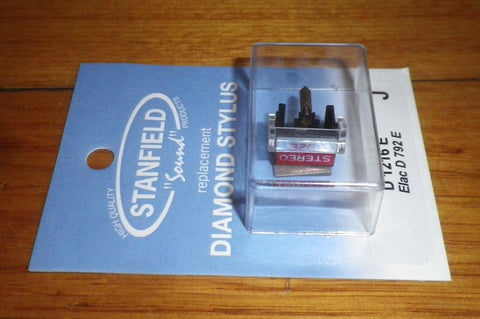 HIGH QUALITY
STANFIELD
"Sound"
PRODUCTS
replacement
DIAMOND STYLUS
STEREO
J
D 1216 E
Elac D 792 E